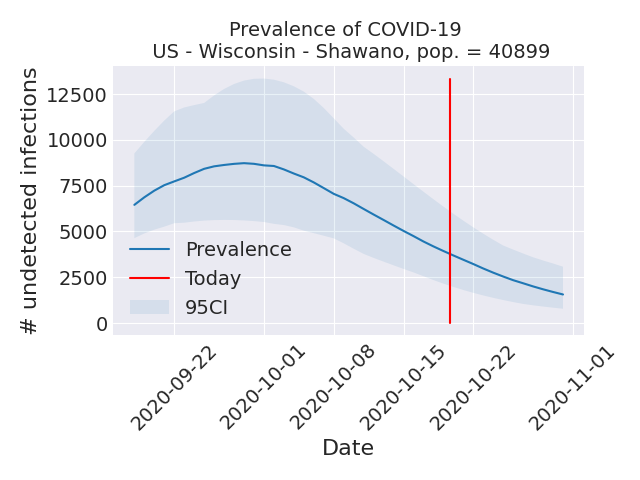 Prevalence of COVID-19
US - Wisconsin - Shawano, pop. = 40899
# undetected infections
12500
10000
7500
5000
2500
0
Prevalence
Today
95CI
2020-09-22
2020-10-01
2020-10-08
2020-10-15
2020-10-22
2020-11-01
Date